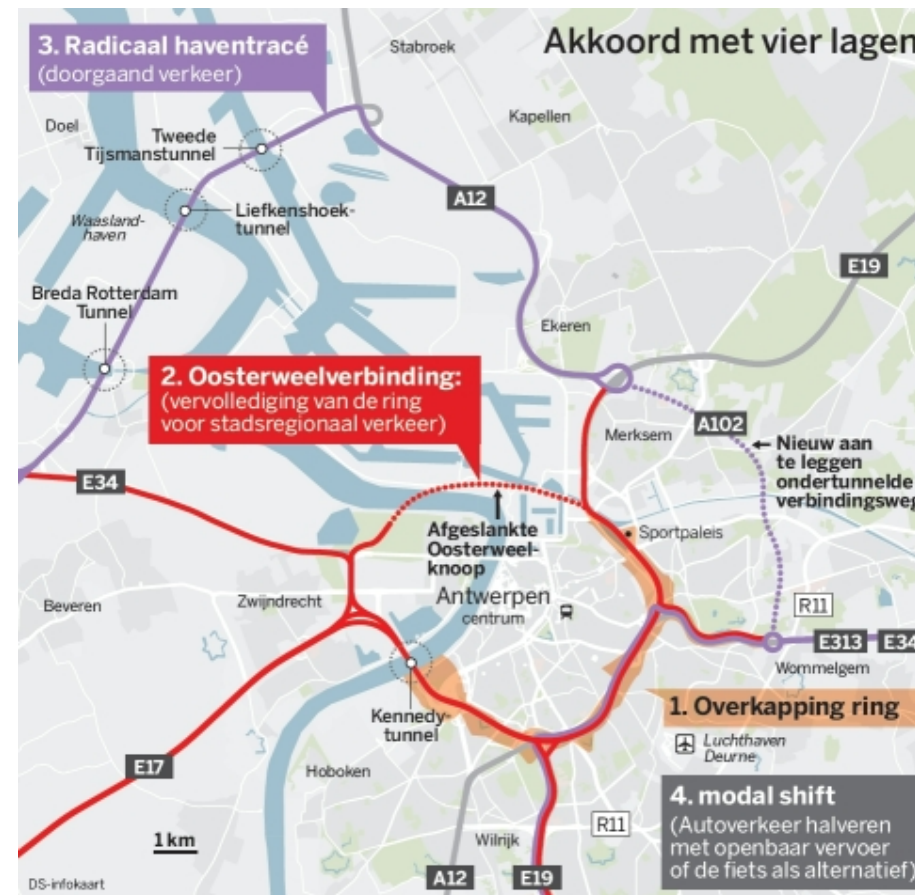 3. Radicaal haventracé
(doorgaand verkeer)
Stabroek
Akkoord met vier lagen
Doel
Tweede
Tijsmanstunnel
Kapellen
A12
Liefkenshoek-
tunnel
Waasland-
haven
E19
Breda Rotterdam
Tunnel
Ekeren
2. Oosterweelverbinding:
(vervollediging van de ring
voor stadsregionaal verkeer)
A102
Merksem
Nieuw aan
te leggen
ondertunnelde
verbindingsweg
E34
Afgeslankte
Oosterweel-
knoop
Sportpaleis
Beveren
Zwijndrecht
Antwerpen
centrum
R11
E313
E34
Wommelgem
Kennedy-
tunnel
1. Overkapping ring
Luchthaven
Deurne
E17
Hoboken
4. modal shift
(Autoverkeer halveren
met openbaar vervoer
of de fiets als alternatief)
R11
1 km
Wilrijk
A12
E19
DS-infokaart